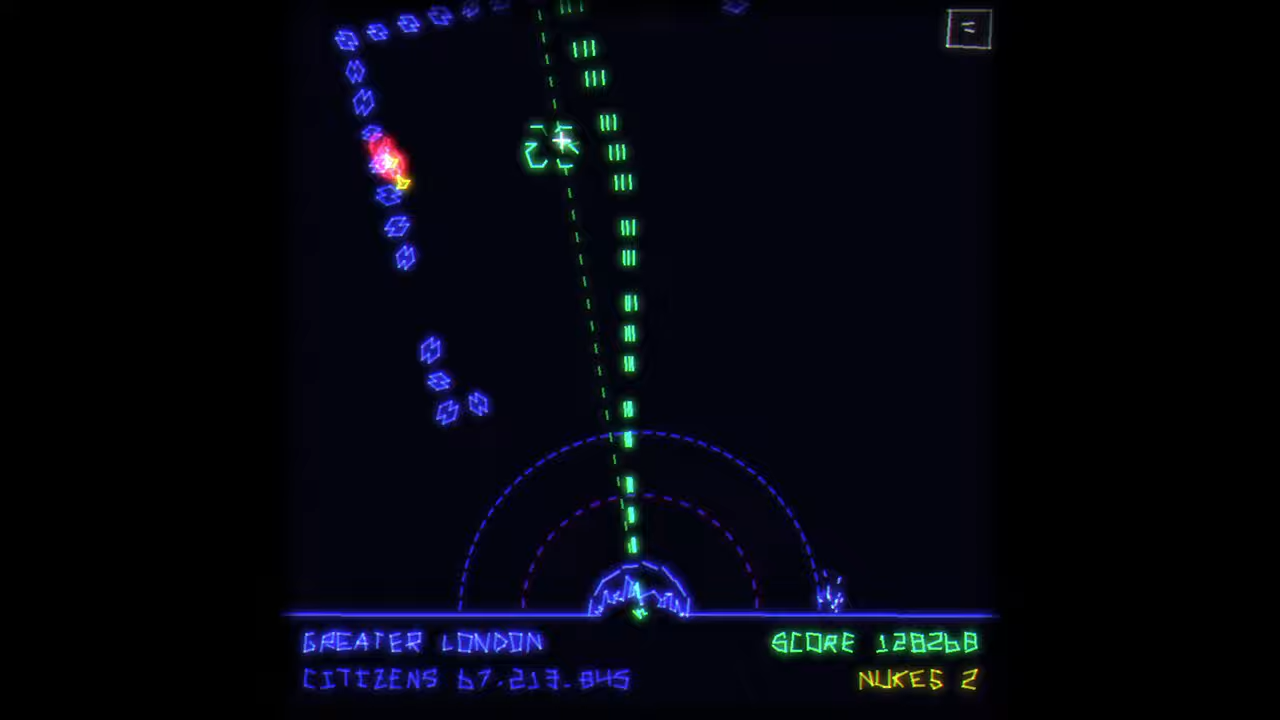 GREATER LONDON
SCORE 128268
CITIZENS 67.217.845
NUKES 2